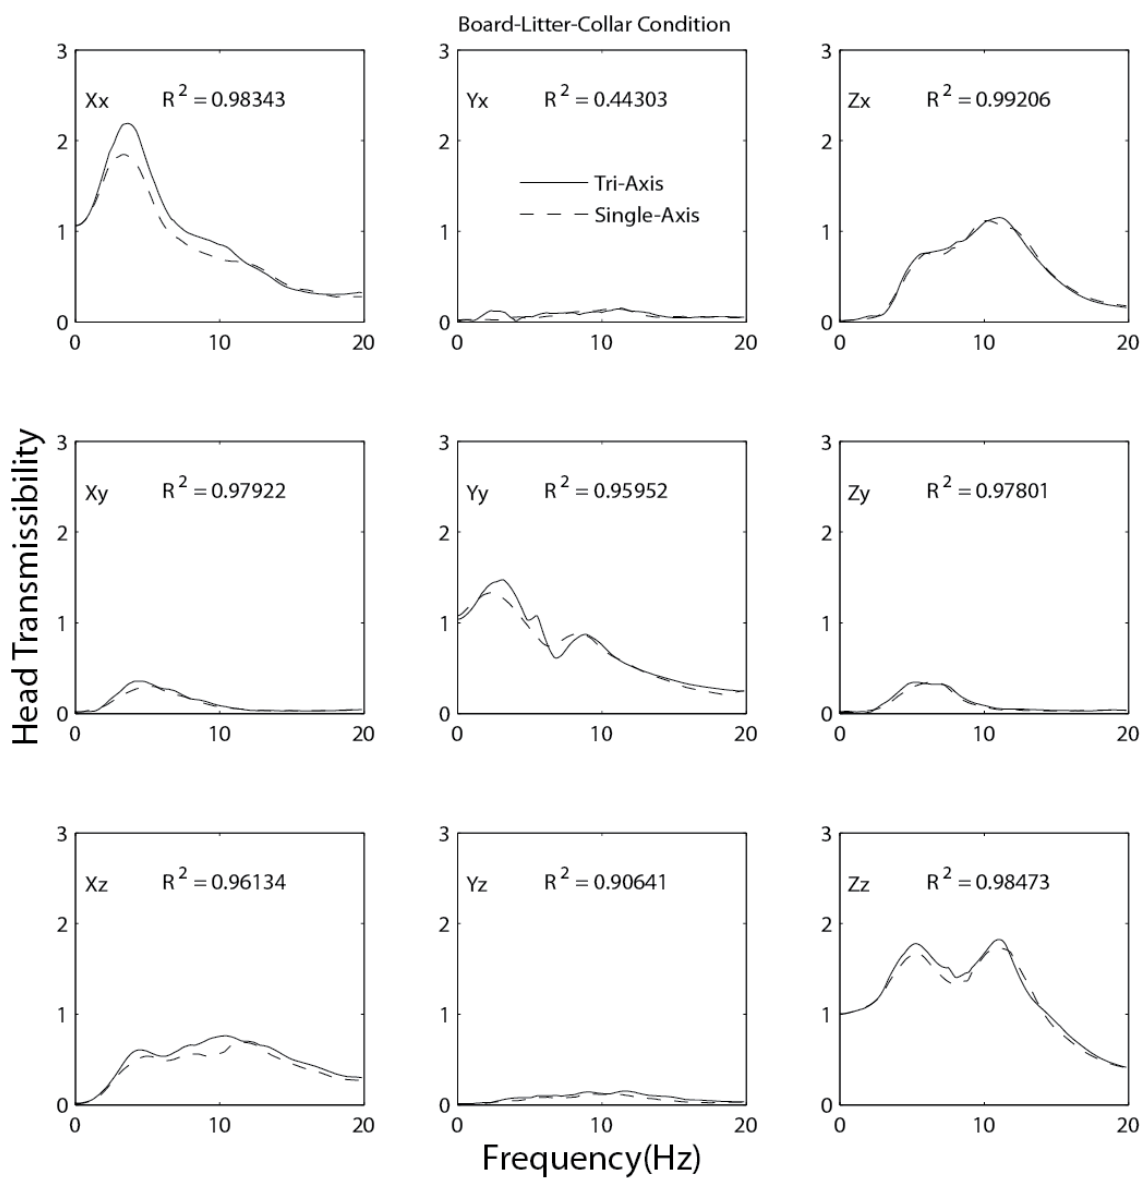 Board-Litter-Collar Condition
3
Xx R² = 0.98343
2
1
0
0 10 20
3
Yx R² = 0.44303
2
Tri-Axis
Single-Axis
1
0
0 10 20
3
Zx R² = 0.99206
2
1
0
0 10 20
Head Transmissibility
3
Xy R² = 0.97922
2
1
0
0 10 20
3
Yy R² = 0.95952
2
1
0
0 10 20
3
Zy R² = 0.97801
2
1
0
0 10 20
3
Xz R² = 0.96134
2
1
0
0 10 20
3
Yz R² = 0.90641
2
1
0
0 10 20
3
Zz R² = 0.98473
2
1
0
0 10 20
Frequency(Hz)